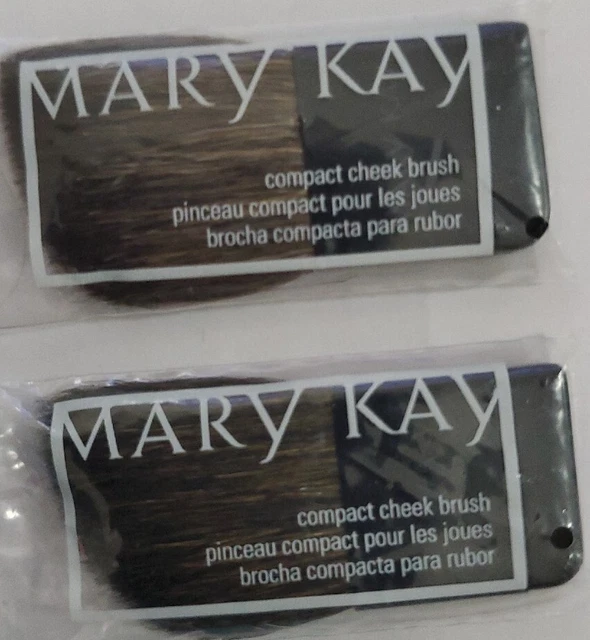 MARY KAY
compact cheek brush
pinceau compact pour les joues
brocha compacta para rubor
MARY KAY
compact cheek brush
pinceau compact pour les joues
brocha compacta para rubor